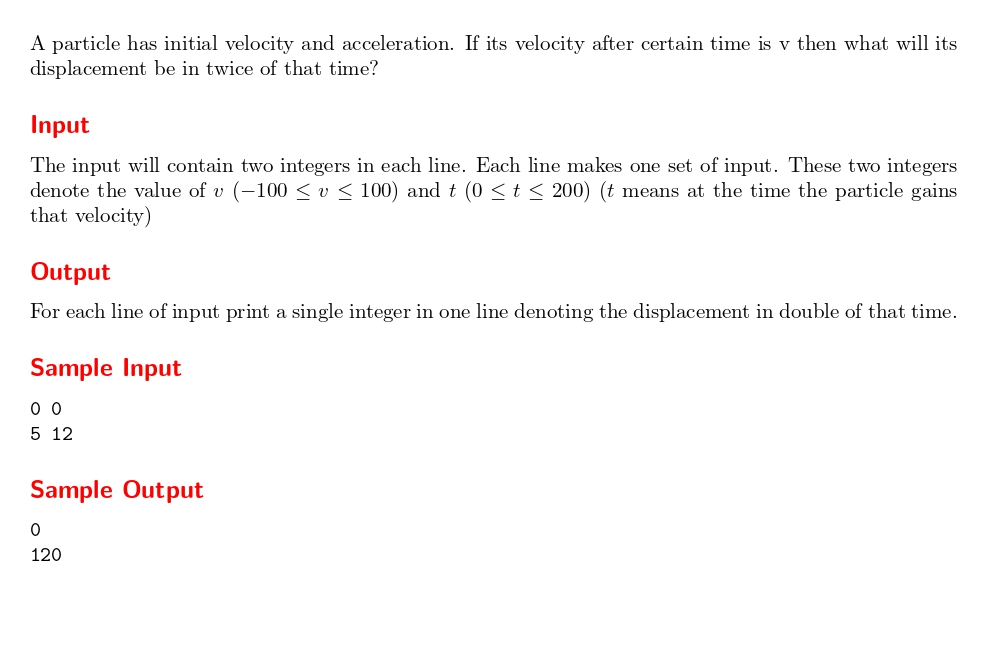 A particle has initial velocity and acceleration. If its velocity after certain time is v then what will its
displacement be in twice of that time?
Input
The input will contain two integers in each line. Each line makes one set of input. These two integers
denote the value of v (−100 ≤ v ≤ 100) and t (0 ≤ t ≤ 200) (t means at the time the particle gains
that velocity)
Output
For each line of input print a single integer in one line denoting the displacement in double of that time.
Sample Input
0 0
5 12
Sample Output
0
120